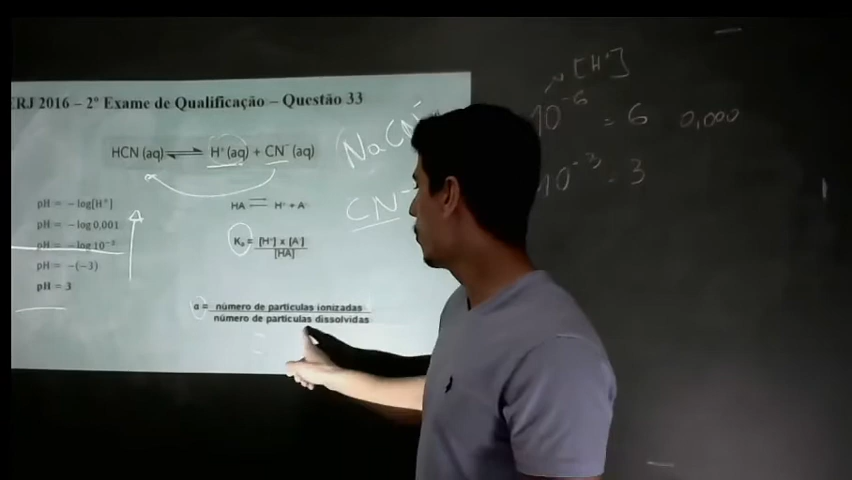 ERJ 2016 – 2º Exame de Qualificação – Questão 33
HCN (aq) ⇌ H⁺(aq) + CN⁻ (aq)
NaCN
CN⁻
pH = – log[H⁺]
pH = – log 0,001
pH = – log 10⁻³
pH = –(–3)
pH = 3
HA ⇌ H⁺ + A⁻
Kₐ = [H⁺] x [A⁻]
[HA]
α = número de partículas ionizadas
número de partículas dissolvidas
[H⁺]
10⁻⁶ = 6 0,000
10⁻³ = 3